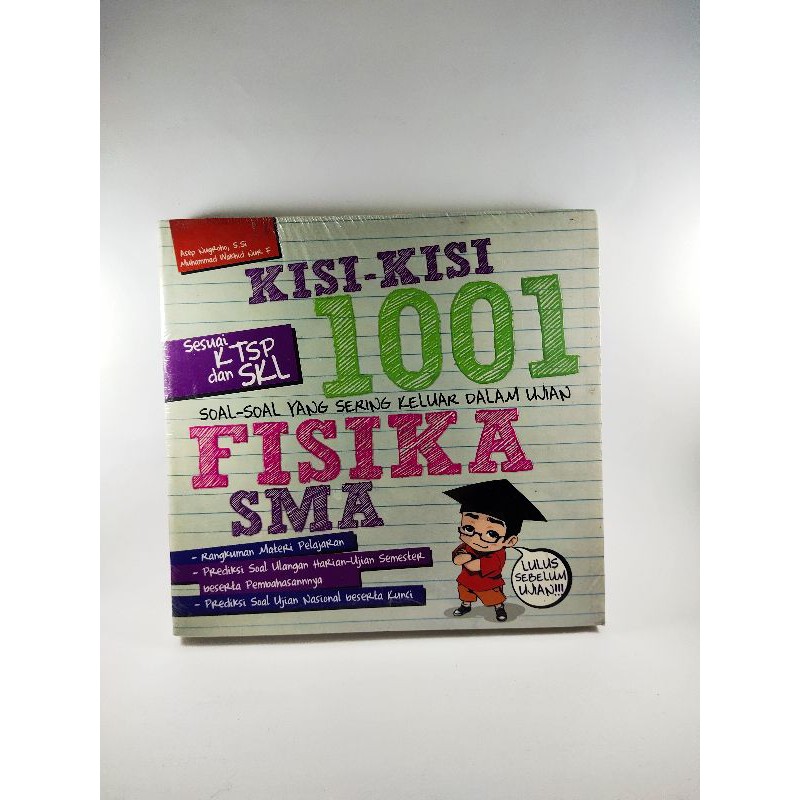 Asep Nugroho, S.Si
Muhammad Wakhid Nur F
KISI-KISI
1001
Sesuai
KTSP
dan SKL
SOAL-SOAL YANG SERING KELUAR DALAM UJIAN
FISIKA
SMA
- Rangkuman Materi Pelajaran
- Prediksi Soal Ulangan Harian-Ujian Semester
beserta Pembahasannnya
- Prediksi Soal Ujian Nasional beserta Kunci
LULUS
SEBELUM
UJIAN!!!